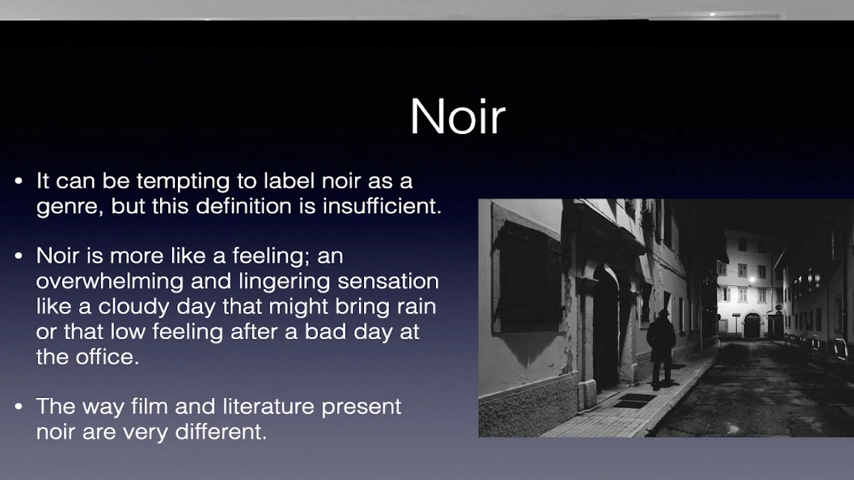 Noir
• It can be tempting to label noir as a
genre, but this definition is insufficient.
• Noir is more like a feeling; an
overwhelming and lingering sensation
like a cloudy day that might bring rain
or that low feeling after a bad day at
the office.
• The way film and literature present
noir are very different.